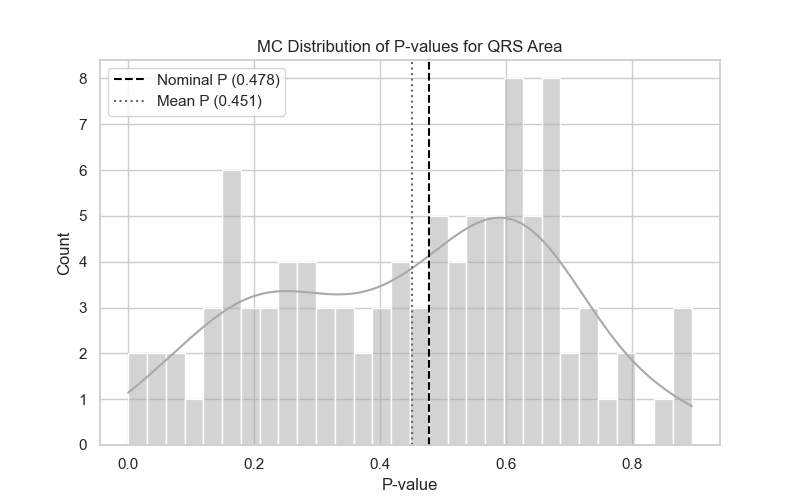 MC Distribution of P-values for QRS Area
Nominal P (0.478)
Mean P (0.451)
Count
8
7
6
5
4
3
2
1
0
0.0 0.2 0.4 0.6 0.8
P-value